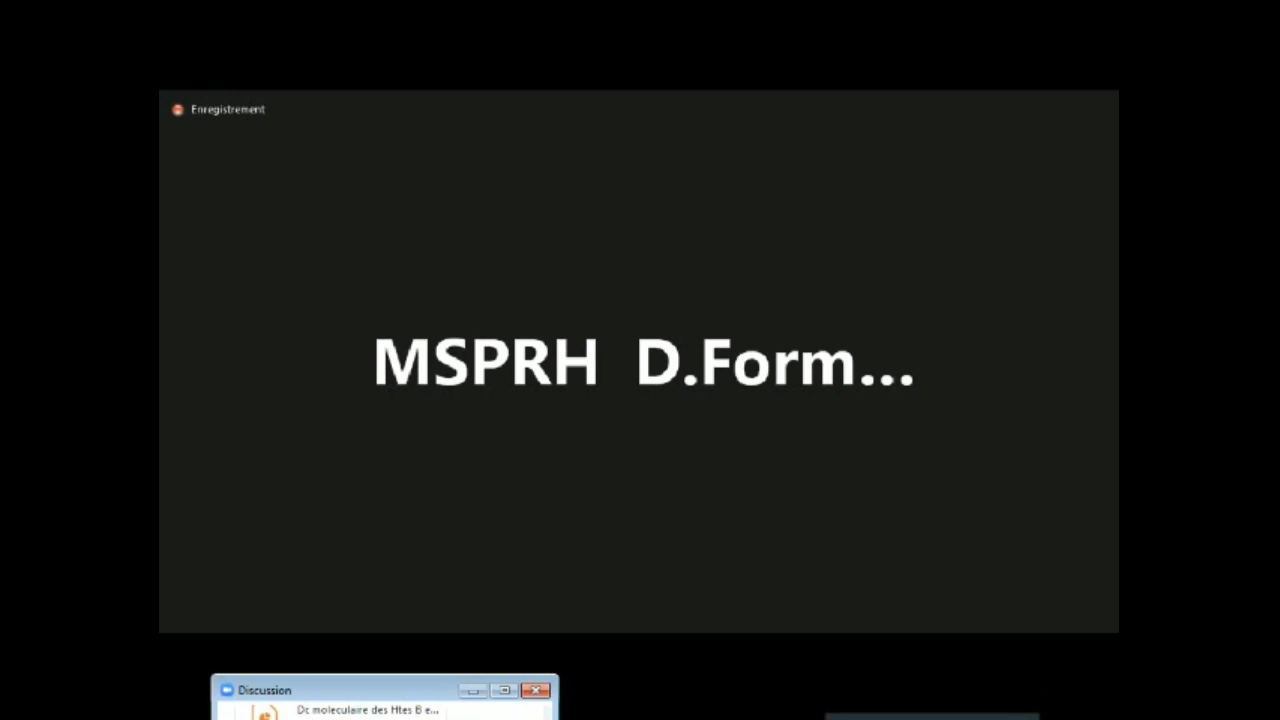 Enregistrement
MSPRH D.Form...
Discussion
Dc moleculaire des Htes B e...